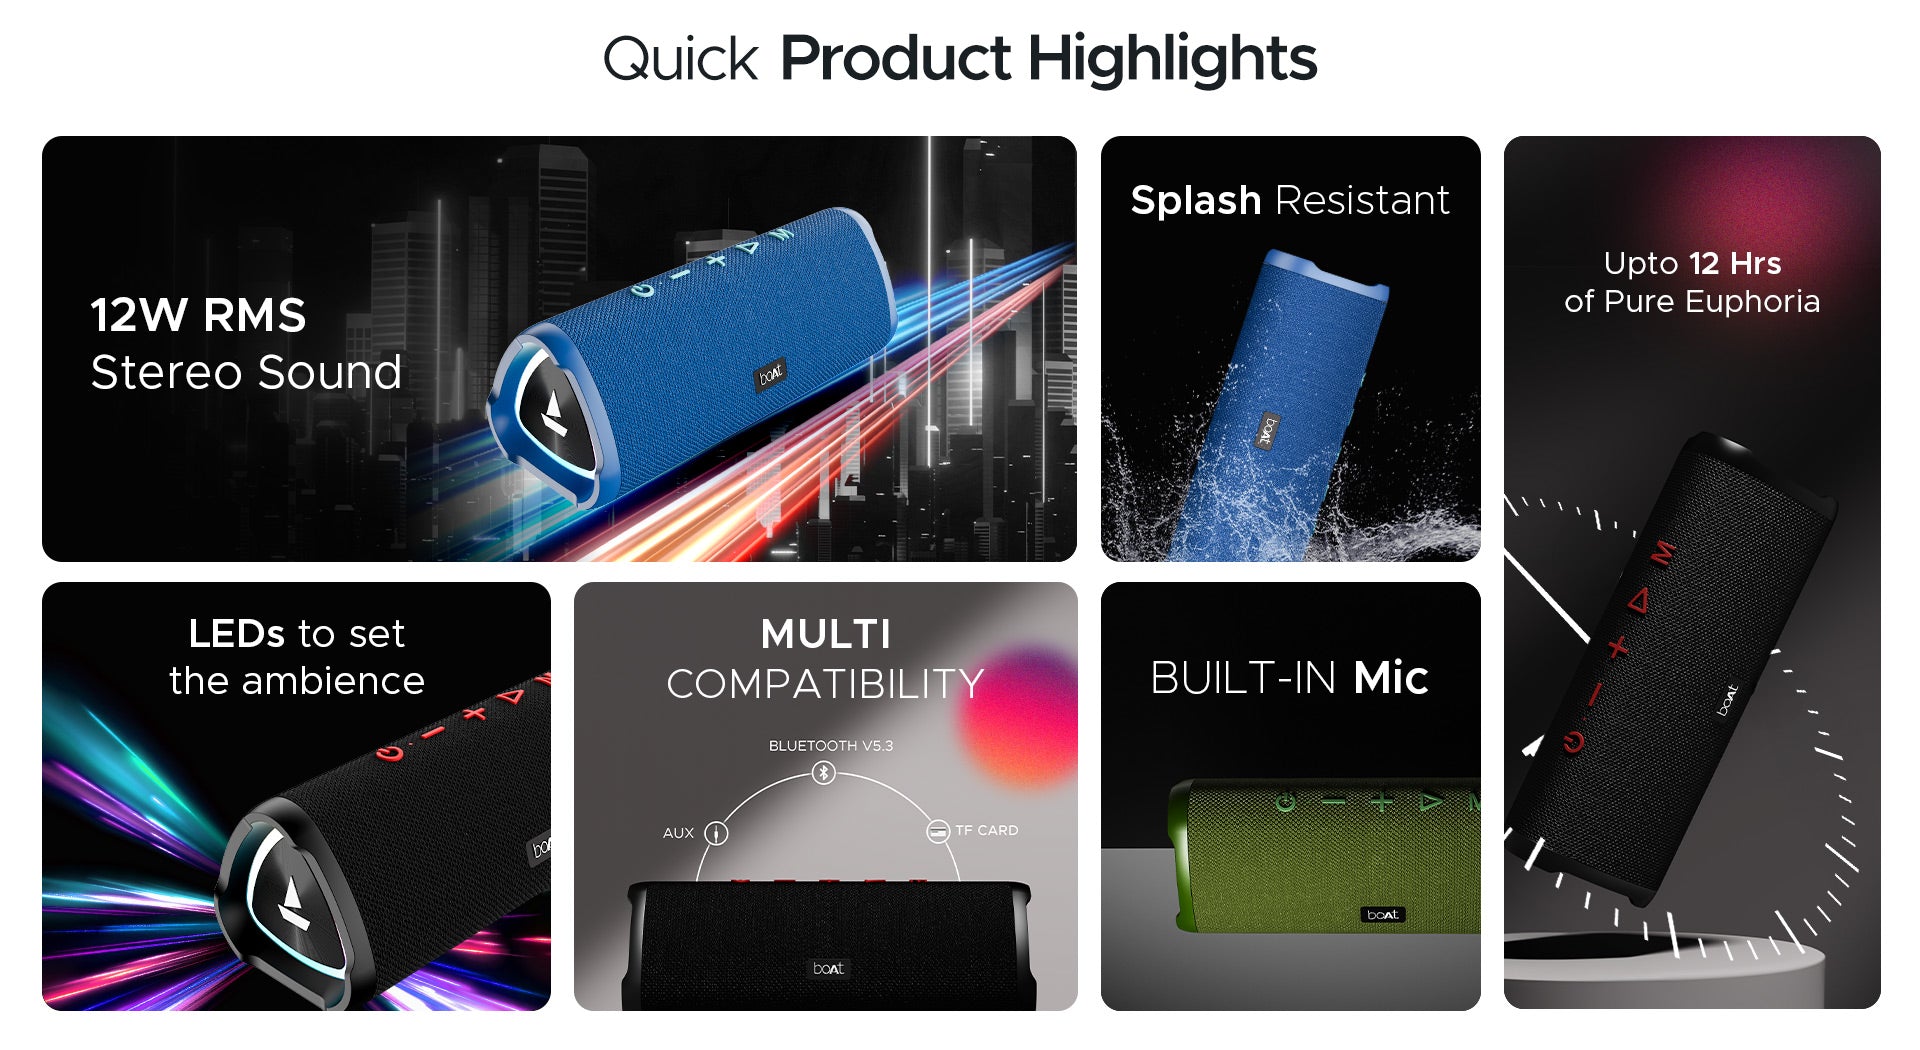 Quick Product Highlights
12W RMS
Stereo Sound
boAt
Splash Resistant
boAt
Upto 12 Hrs
of Pure Euphoria
boAt
LEDs to set
the ambience
MULTI
COMPATIBILITY
BLUETOOTH V5.3
AUX
TF CARD
boAt
BUILT-IN Mic
boAt